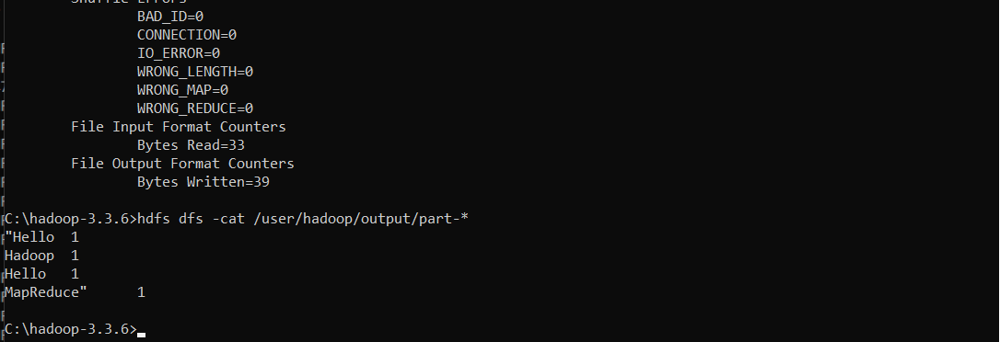 Shuffle Errors
BAD_ID=0
CONNECTION=0
IO_ERROR=0
WRONG_LENGTH=0
WRONG_MAP=0
WRONG_REDUCE=0
File Input Format Counters
Bytes Read=33
File Output Format Counters
Bytes Written=39
C:\hadoop-3.3.6>hdfs dfs -cat /user/hadoop/output/part-*
"Hello  1
Hadoop  1
Hello   1
MapReduce"      1
C:\hadoop-3.3.6>